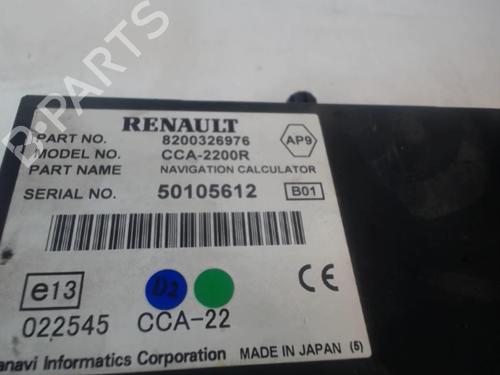 RENAULT
PART NO. 8200326976
MODEL NO. CCA-2200R
AP9
PART NAME NAVIGATION CALCULATOR
SERIAL NO. 50105612 B01
e13
D2
CE
022545 CCA-22
anavi Informatics Corporation MADE IN JAPAN (5)
B-PARTS